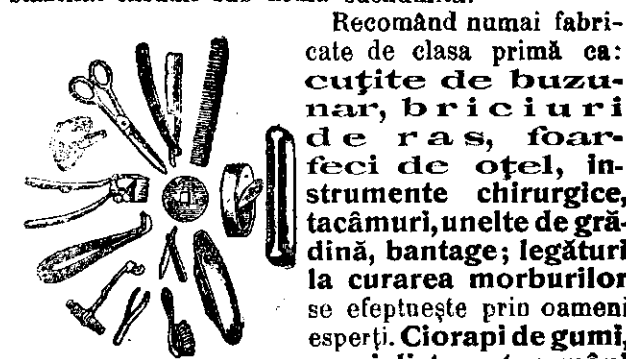 Recomând numai fabri-
cate de clasa primă ca:
cuţite de buzu-
nar, briciuri
de ras, foar-
feci de oţel, in-
strumente chirurgice,
tacâmuri, unelte de gră-
dină, bantage; legături
la curarea morburilor
se efeptueşte prin oameni
esperţi. Ciorapi de gumi,